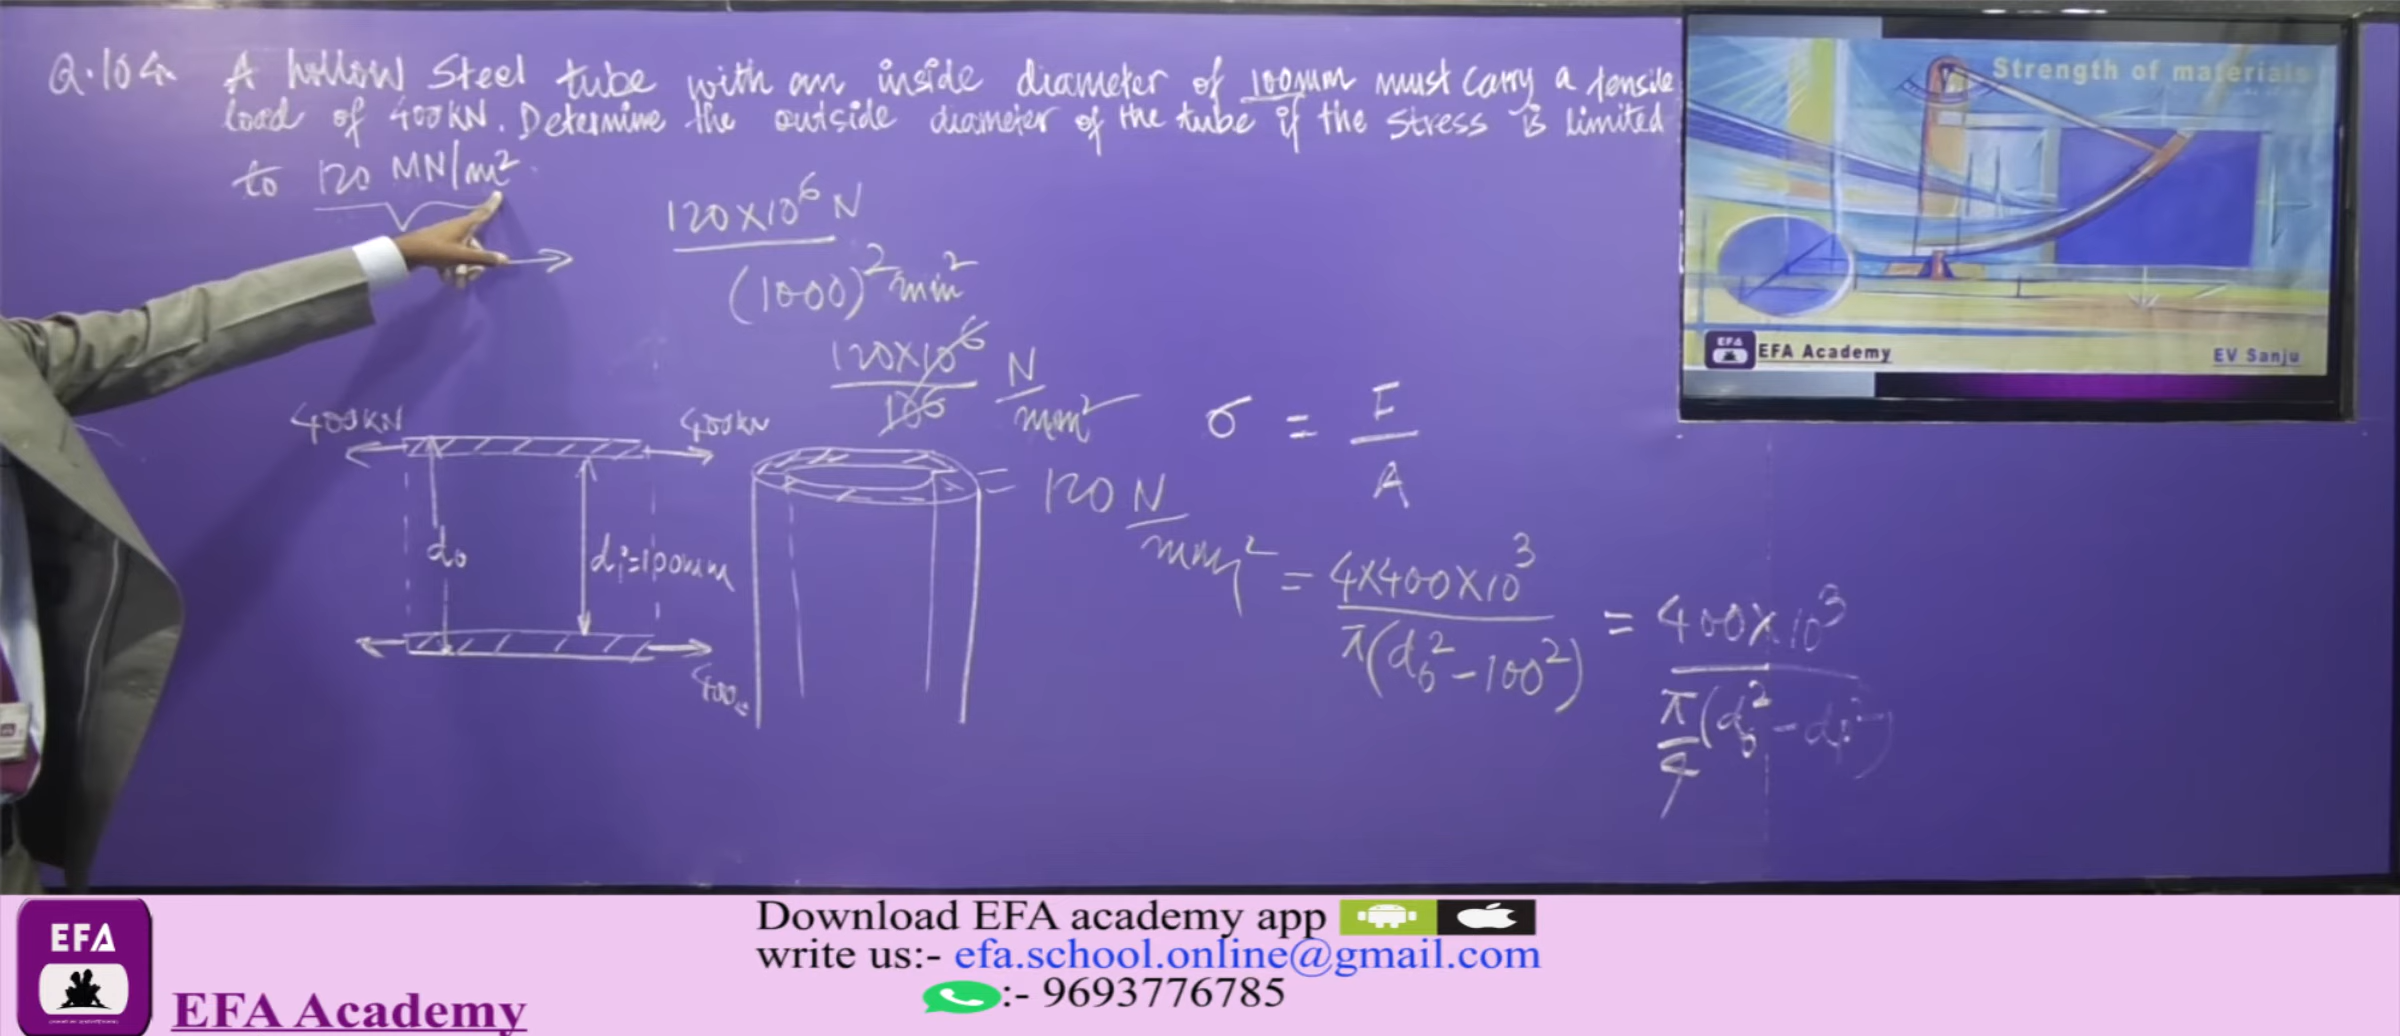 Q.104 A hollow Steel tube with an inside diameter of 100mm must carry a tensile
load of 400kN. Determine the outside diameter of the tube if the stress is limited
to 120 MN/m²
120×10⁶ N
(1000)² mm²
120×10⁶ N
10⁶ mm²
= 120 N
mm²
σ = F
A
= 4×400×10³
π(d₀² - 100²)
= 400×10³
π/4 (d₀² - dᵢ²)
400kN
400kN
d₀
dᵢ=100mm
Strength of materials
EFA
EFA Academy
EV Sanju
EFA
EFA Academy
Download EFA academy app
write us:- efa.school.online@gmail.com
:- 9693776785